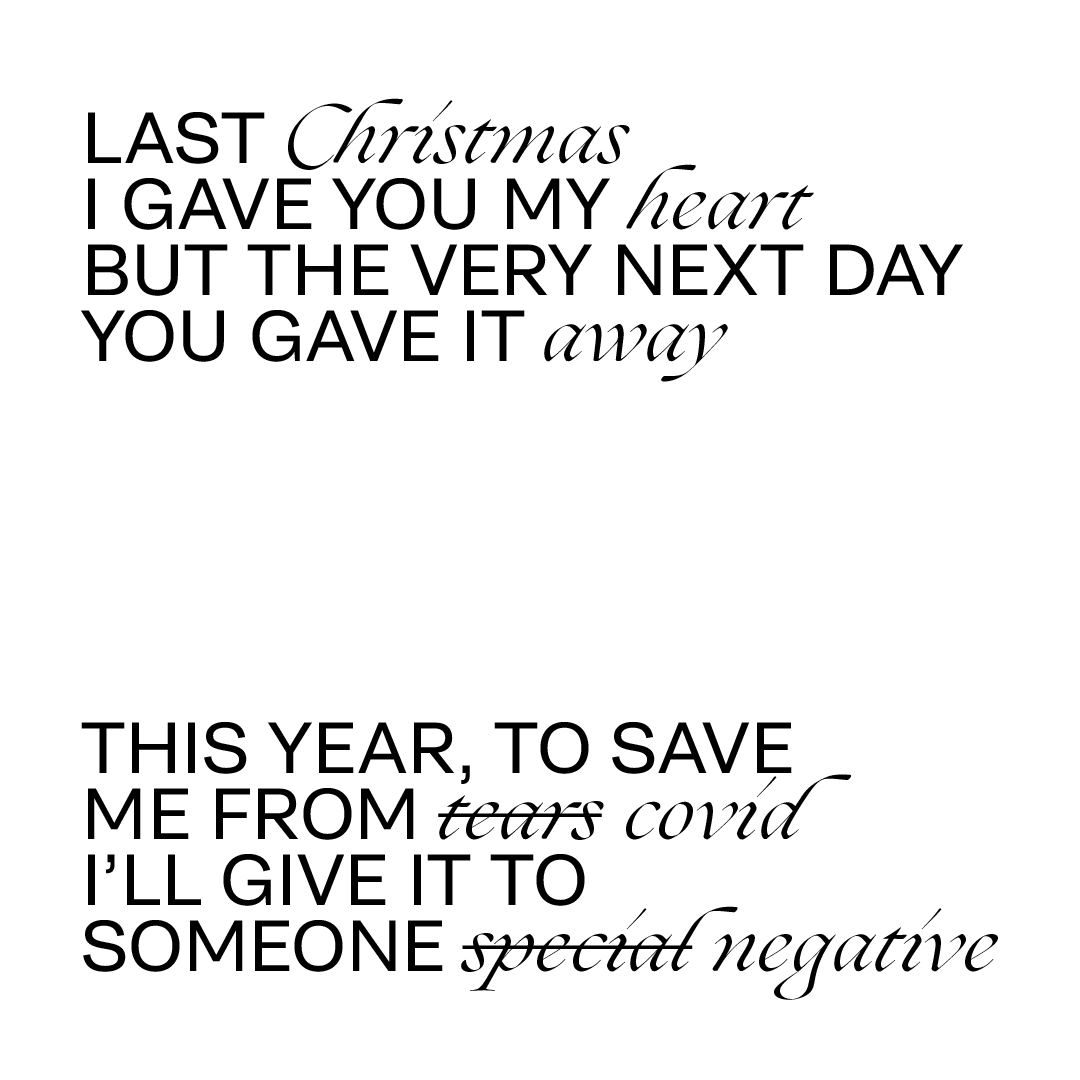 LAST Christmas
I GAVE YOU MY heart
BUT THE VERY NEXT DAY
YOU GAVE IT away
THIS YEAR, TO SAVE
ME FROM tears covid
I’LL GIVE IT TO
SOMEONE special negative